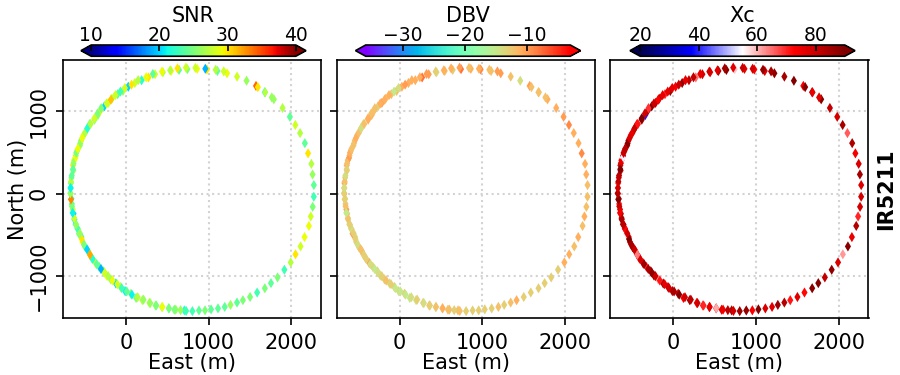 SNR DBV Xc
10 20 30 40 −30 −20 −10 20 40 60 80
North (m)
1000
0
−1000
IR5211
0 1000 2000 0 1000 2000 0 1000 2000
East (m) East (m) East (m)